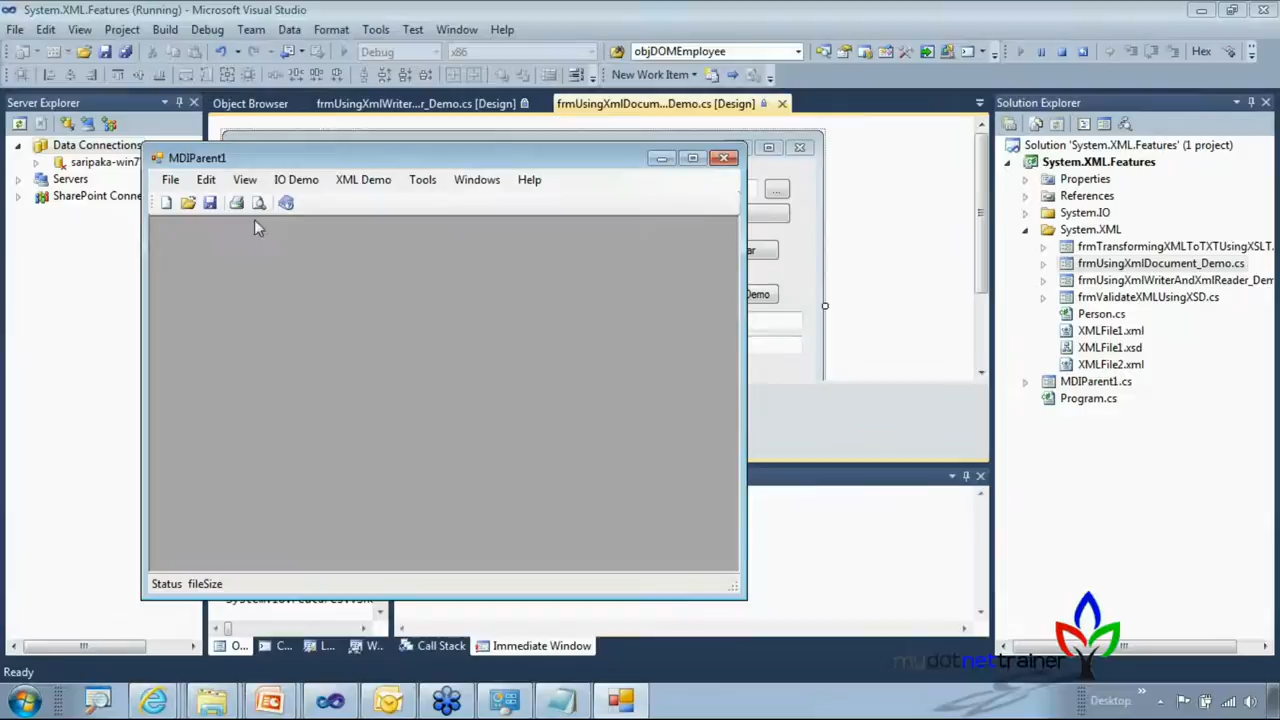 System.XML.Features (Running) - Microsoft Visual Studio
File Edit View Project Build Debug Team Data Format Tools Test Window Help
Debug x86 objDOMEmployee Hex
New Work Item
Server Explorer
Object Browser frmUsingXmlWriter...r_Demo.cs [Design] frmUsingXmlDocum...Demo.cs [Design]
Solution Explorer
Data Connections
saripaka-win7
Servers
SharePoint Conne
MDIParent1
File Edit View IO Demo XML Demo Tools Windows Help
Status fileSize
...
ar
Demo
Solution 'System.XML.Features' (1 project)
System.XML.Features
Properties
References
System.IO
System.XML
frmTransformingXMLToTXTUsingXSLT.
frmUsingXmlDocument_Demo.cs
frmUsingXmlWriterAndXmlReader_Dem
frmValidateXMLUsingXSD.cs
Person.cs
XMLFile1.xml
XMLFile1.xsd
XMLFile2.xml
MDIParent1.cs
Program.cs
O... C... L... W... Call Stack Immediate Window
mydotnettrainer
Ready
Desktop